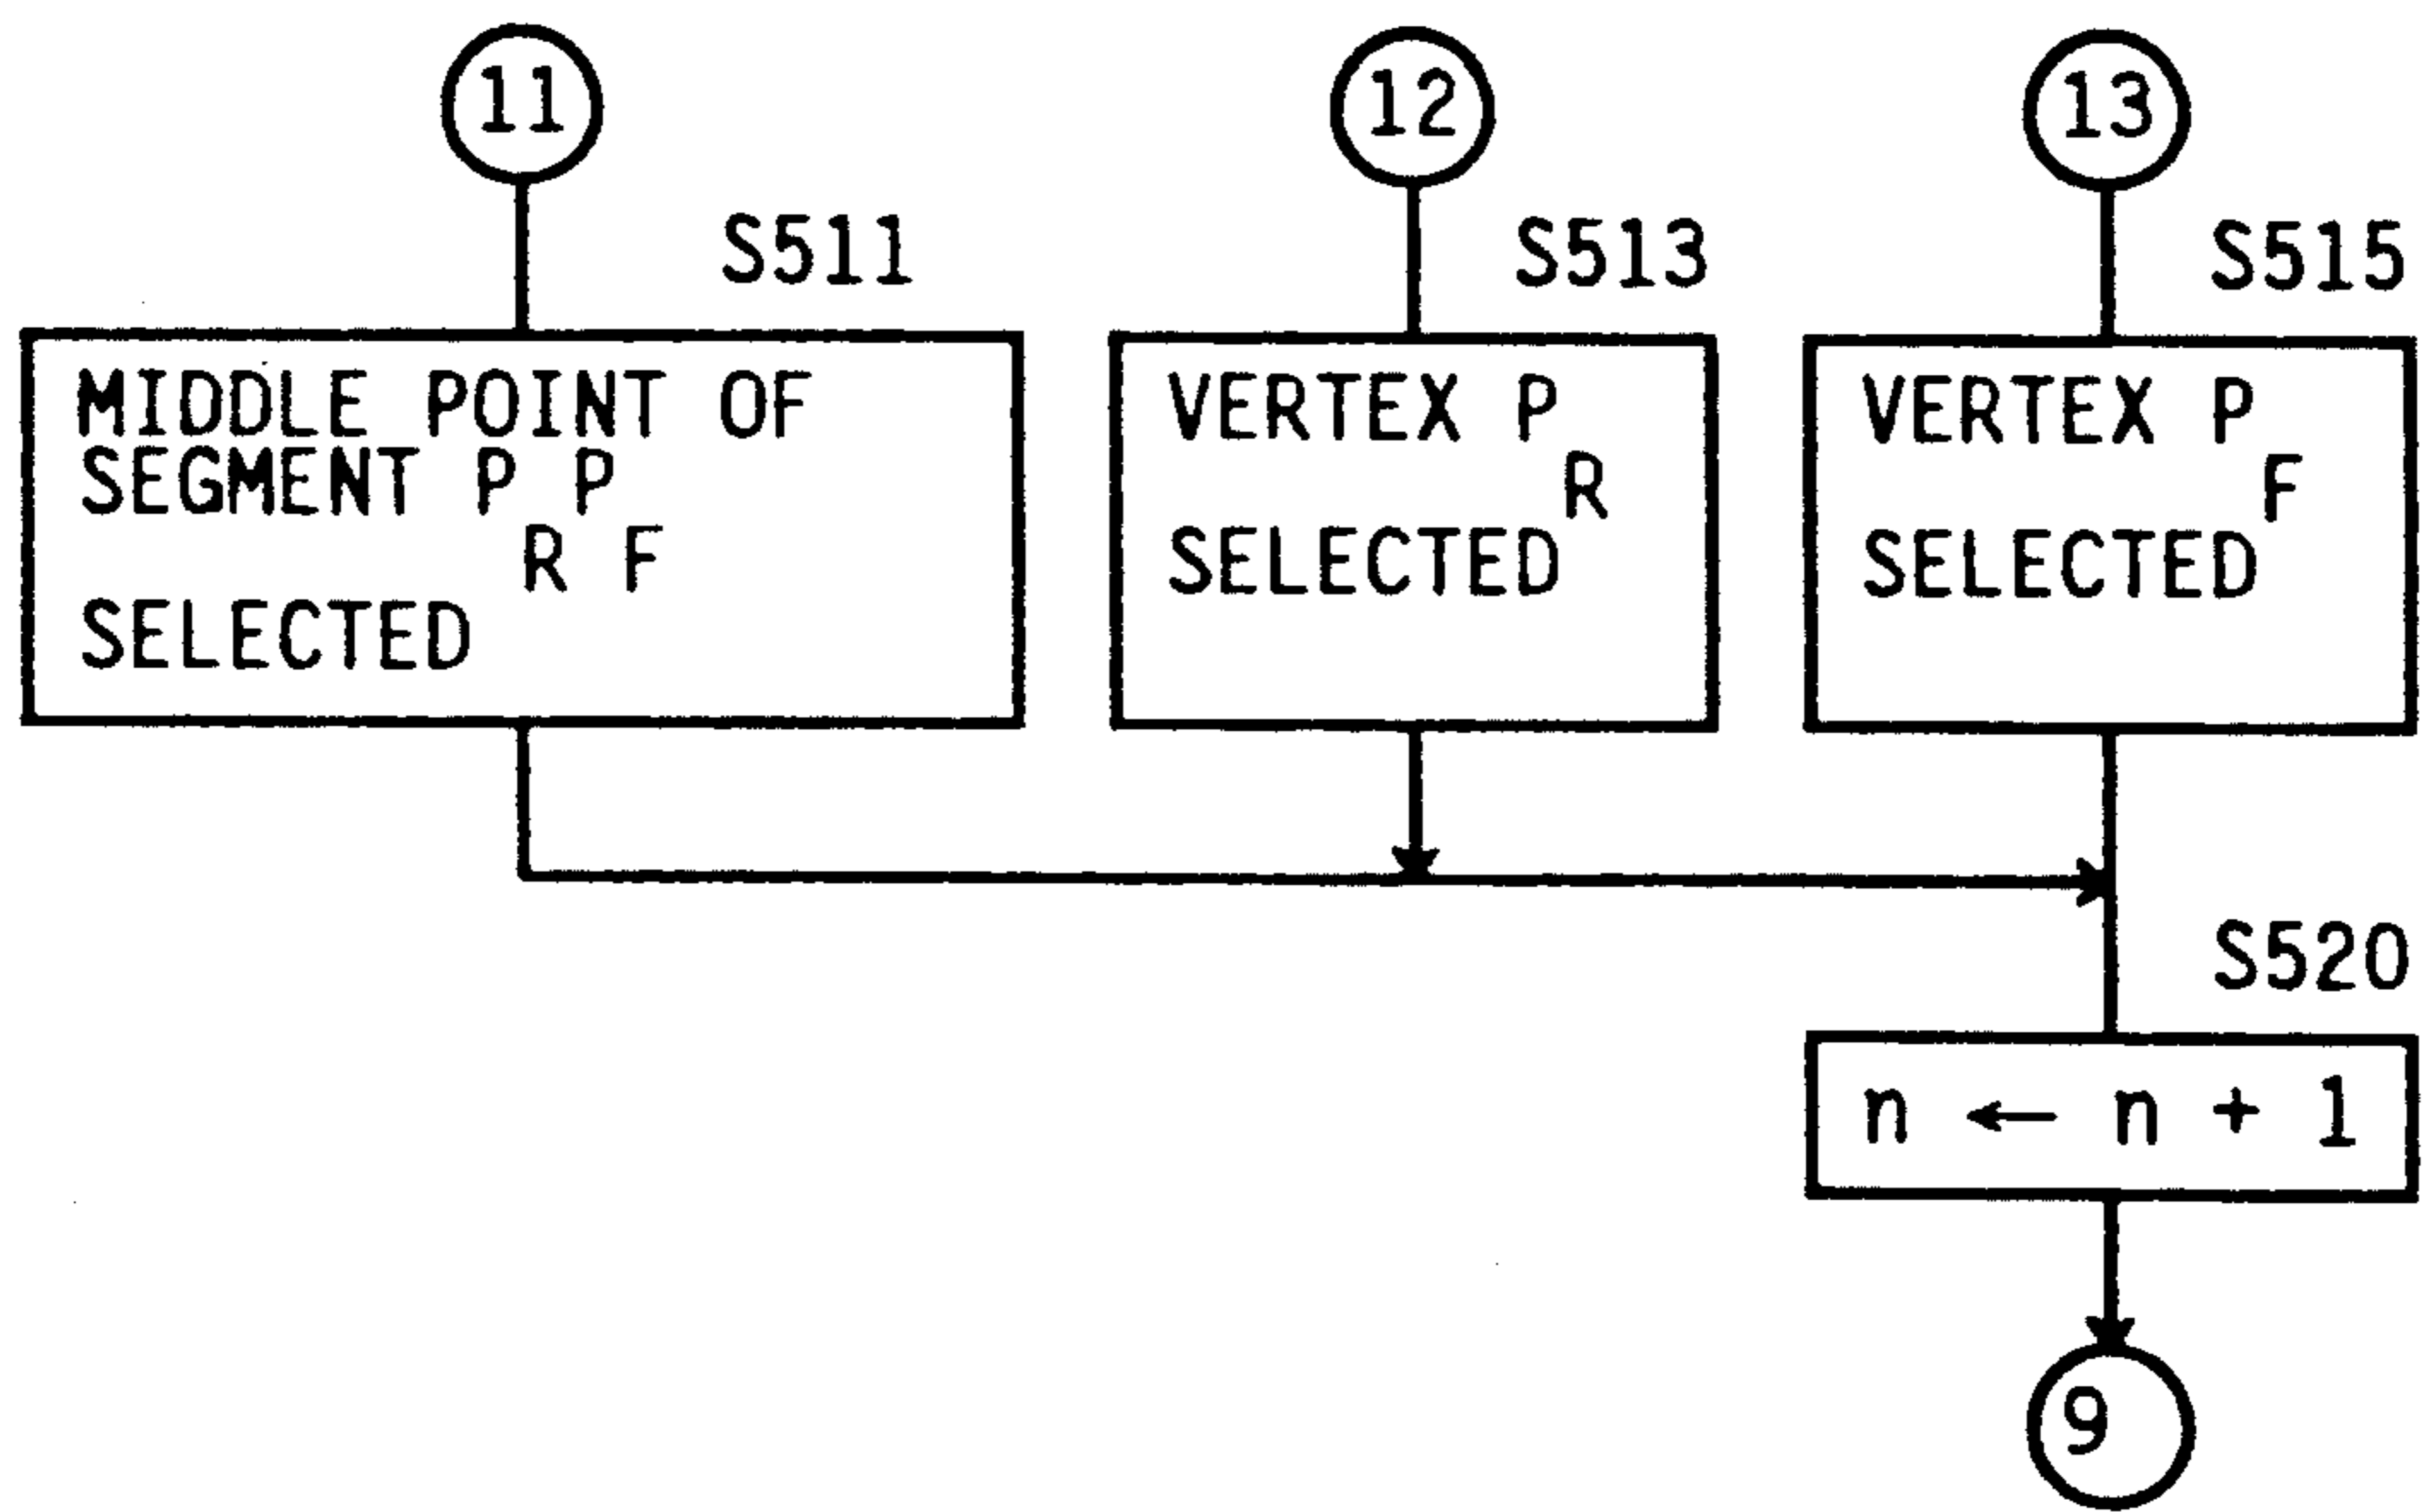 11
12
13
S511
S513
S515
MIDDLE POINT OF
SEGMENT P P
R F
SELECTED
VERTEX P
R
SELECTED
VERTEX P
F
SELECTED
S520
n ← n + 1
9